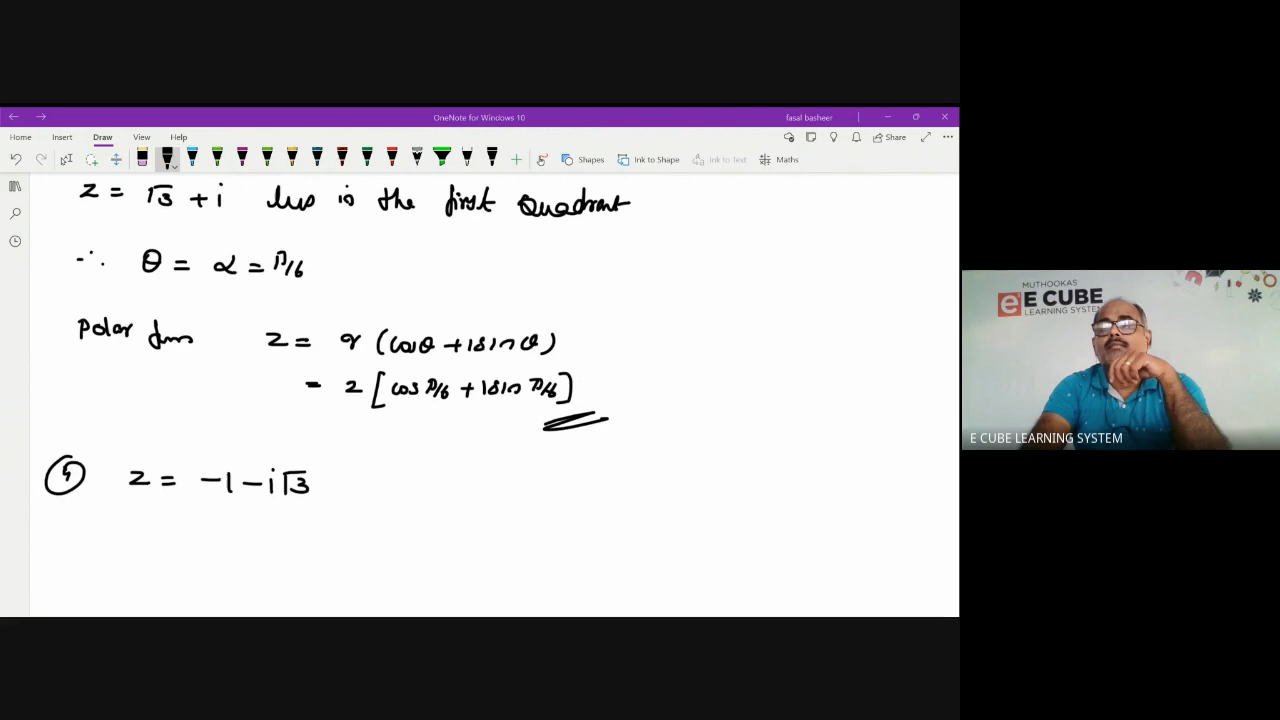 OneNote for Windows 10
fasal basheer
Home Insert Draw View Help
Share
Shapes Ink to Shape Ink to Text Maths
z = √3 + i lies is the first Quadrant
∴ θ = α = π/6
Polar form z = r (cosθ + isinθ)
= 2 [cos π/6 + isin π/6]
z = -1 - i√3
MUTHOOKAS
e E CUBE
LEARNING SYSTEM
E CUBE LEARNING SYSTEM